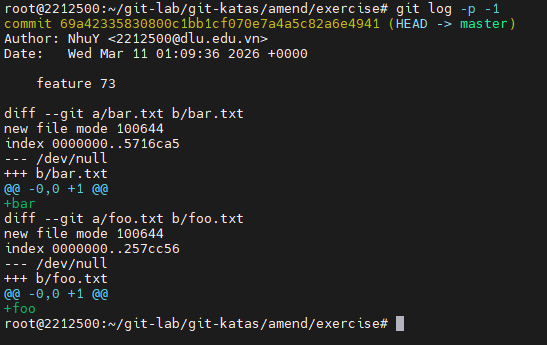 root@2212500:~/git-lab/git-katas/amend/exercise# git log -p -1
commit 69a42335830800c1bb1cf070e7a4a5c82a6e4941 (HEAD -> master)
Author: NhuY <2212500@dlu.edu.vn>
Date:   Wed Mar 11 01:09:36 2026 +0000

    feature 73

diff --git a/bar.txt b/bar.txt
new file mode 100644
index 0000000..5716ca5
--- /dev/null
+++ b/bar.txt
@@ -0,0 +1 @@
+bar
diff --git a/foo.txt b/foo.txt
new file mode 100644
index 0000000..257cc56
--- /dev/null
+++ b/foo.txt
@@ -0,0 +1 @@
+foo
root@2212500:~/git-lab/git-katas/amend/exercise#